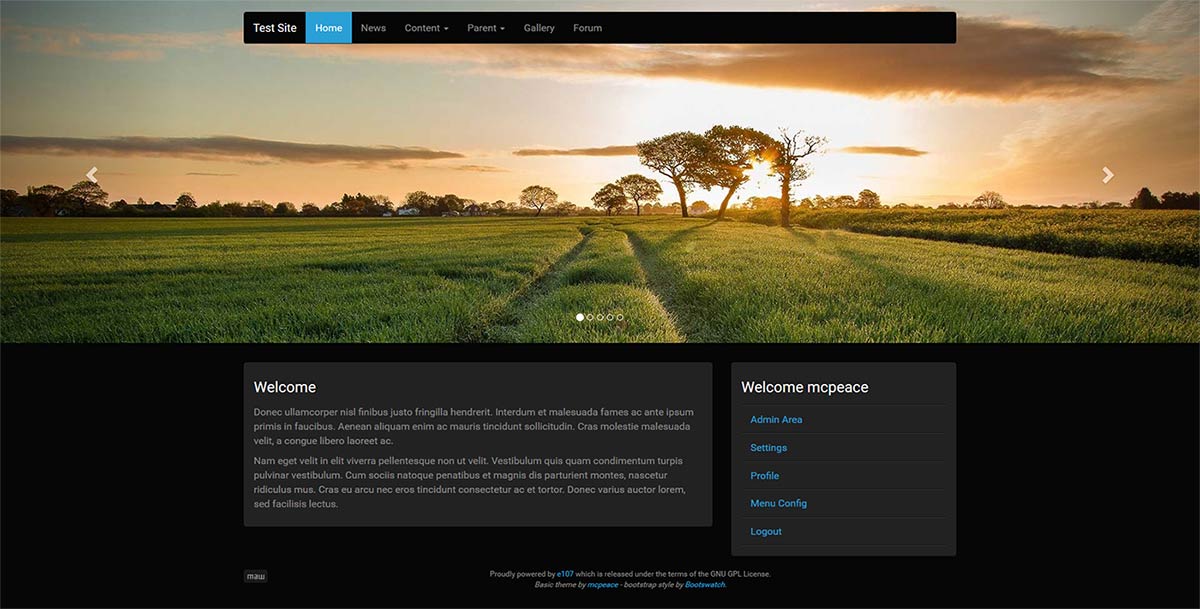 Test Site Home News Content Parent Gallery Forum
Welcome
Donec ullamcorper nisl finibus justo fringilla hendrerit. Interdum et malesuada fames ac ante ipsum
primis in faucibus. Aenean aliquam enim ac mauris tincidunt sollicitudin. Cras molestie malesuada
velit, a congue libero laoreet ac.
Nam eget velit in elit viverra pellentesque non ut velit. Vestibulum quis quam condimentum turpis
pulvinar vestibulum. Cum sociis natoque penatibus et magnis dis parturient montes, nascetur
ridiculus mus. Cras eu arcu nec eros tincidunt consectetur ac et tortor. Donec varius auctor lorem,
sed facilisis lectus.
Welcome mcpeace
Admin Area
Settings
Profile
Menu Config
Logout
Proudly powered by e107 which is released under the terms of the GNU GPL License.
Basic theme by mcpeace - bootstrap style by Bootswatch.